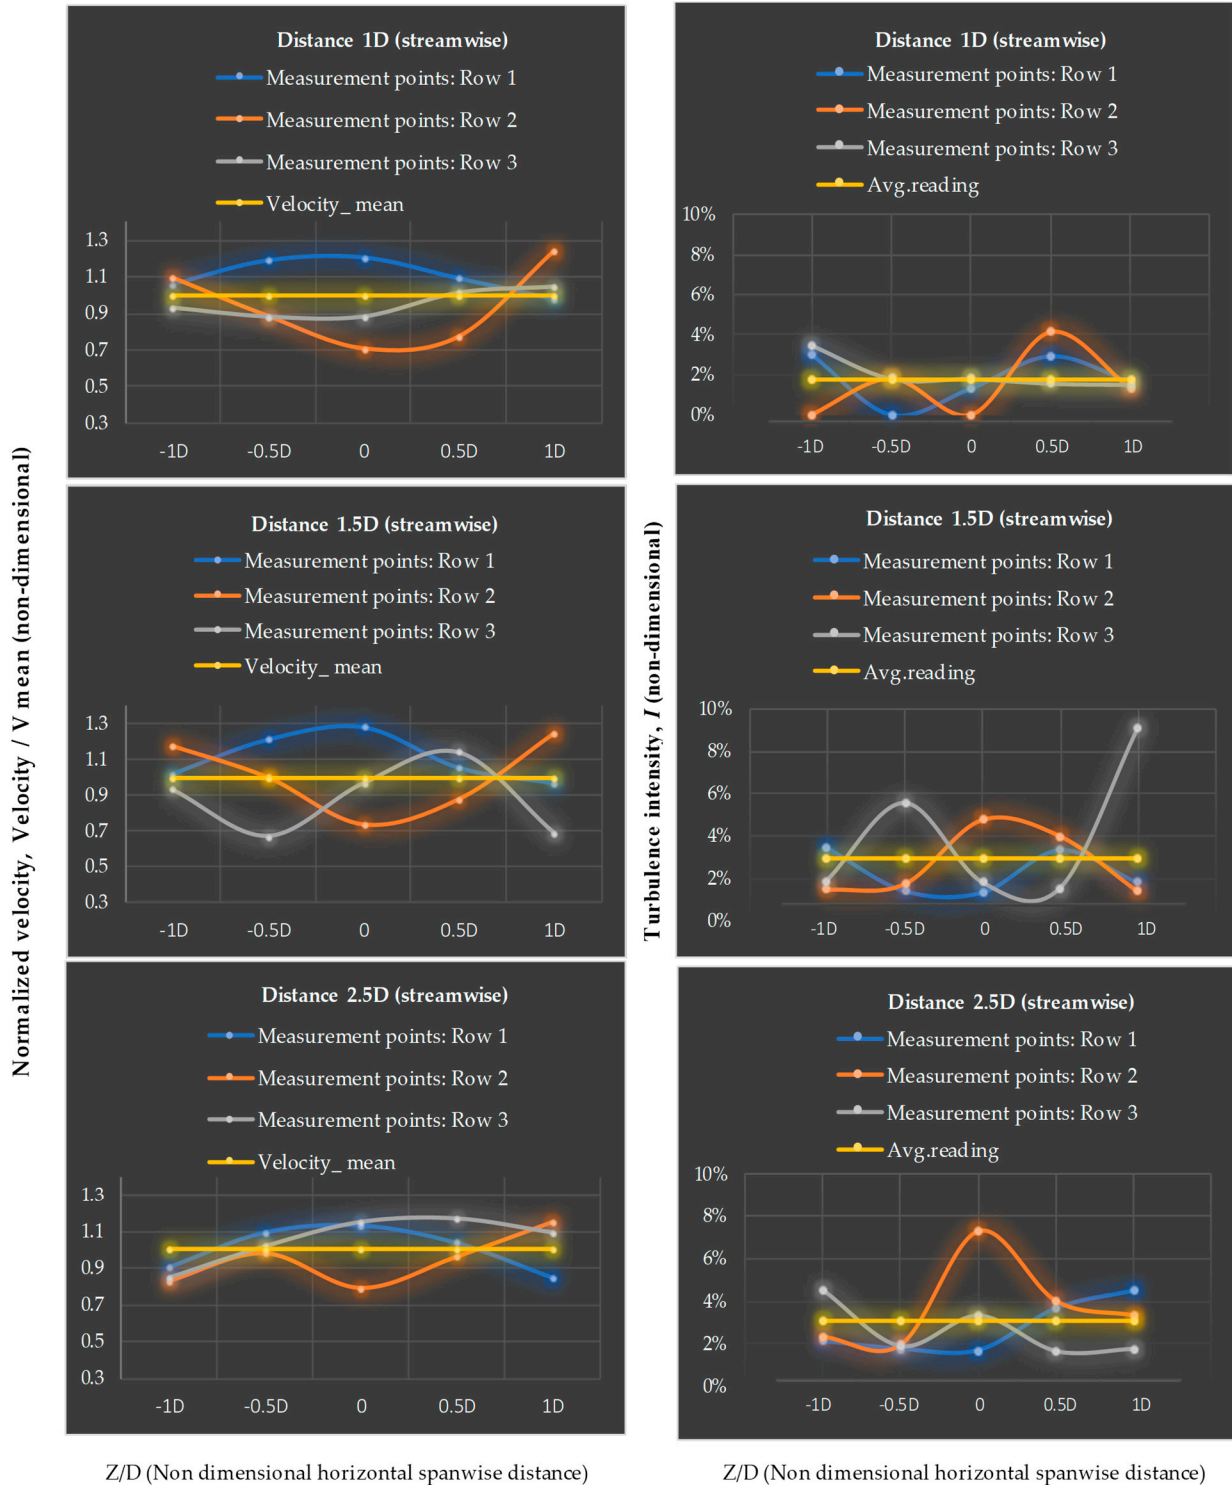 Normalized velocity, Velocity / V mean (non-dimensional)
Distance 1D (streamwise)
Measurement points: Row 1
Measurement points: Row 2
Measurement points: Row 3
Velocity_ mean
1.3
1.1
0.9
0.7
0.5
0.3
-1D -0.5D 0 0.5D 1D
Distance 1.5D (streamwise)
Measurement points: Row 1
Measurement points: Row 2
Measurement points: Row 3
Velocity_ mean
1.3
1.1
0.9
0.7
0.5
0.3
-1D -0.5D 0 0.5D 1D
Distance 2.5D (streamwise)
Measurement points: Row 1
Measurement points: Row 2
Measurement points: Row 3
Velocity_ mean
1.3
1.1
0.9
0.7
0.5
0.3
-1D -0.5D 0 0.5D 1D
Z/D (Non dimensional horizontal spanwise distance)
Turbulence intensity, I (non-dimensional)
Distance 1D (streamwise)
Measurement points: Row 1
Measurement points: Row 2
Measurement points: Row 3
Avg.reading
10%
8%
6%
4%
2%
0%
-1D -0.5D 0 0.5D 1D
Distance 1.5D (streamwise)
Measurement points: Row 1
Measurement points: Row 2
Measurement points: Row 3
Avg.reading
10%
8%
6%
4%
2%
0%
-1D -0.5D 0 0.5D 1D
Distance 2.5D (streamwise)
Measurement points: Row 1
Measurement points: Row 2
Measurement points: Row 3
Avg.reading
10%
8%
6%
4%
2%
0%
-1D -0.5D 0 0.5D 1D
Z/D (Non dimensional horizontal spanwise distance)